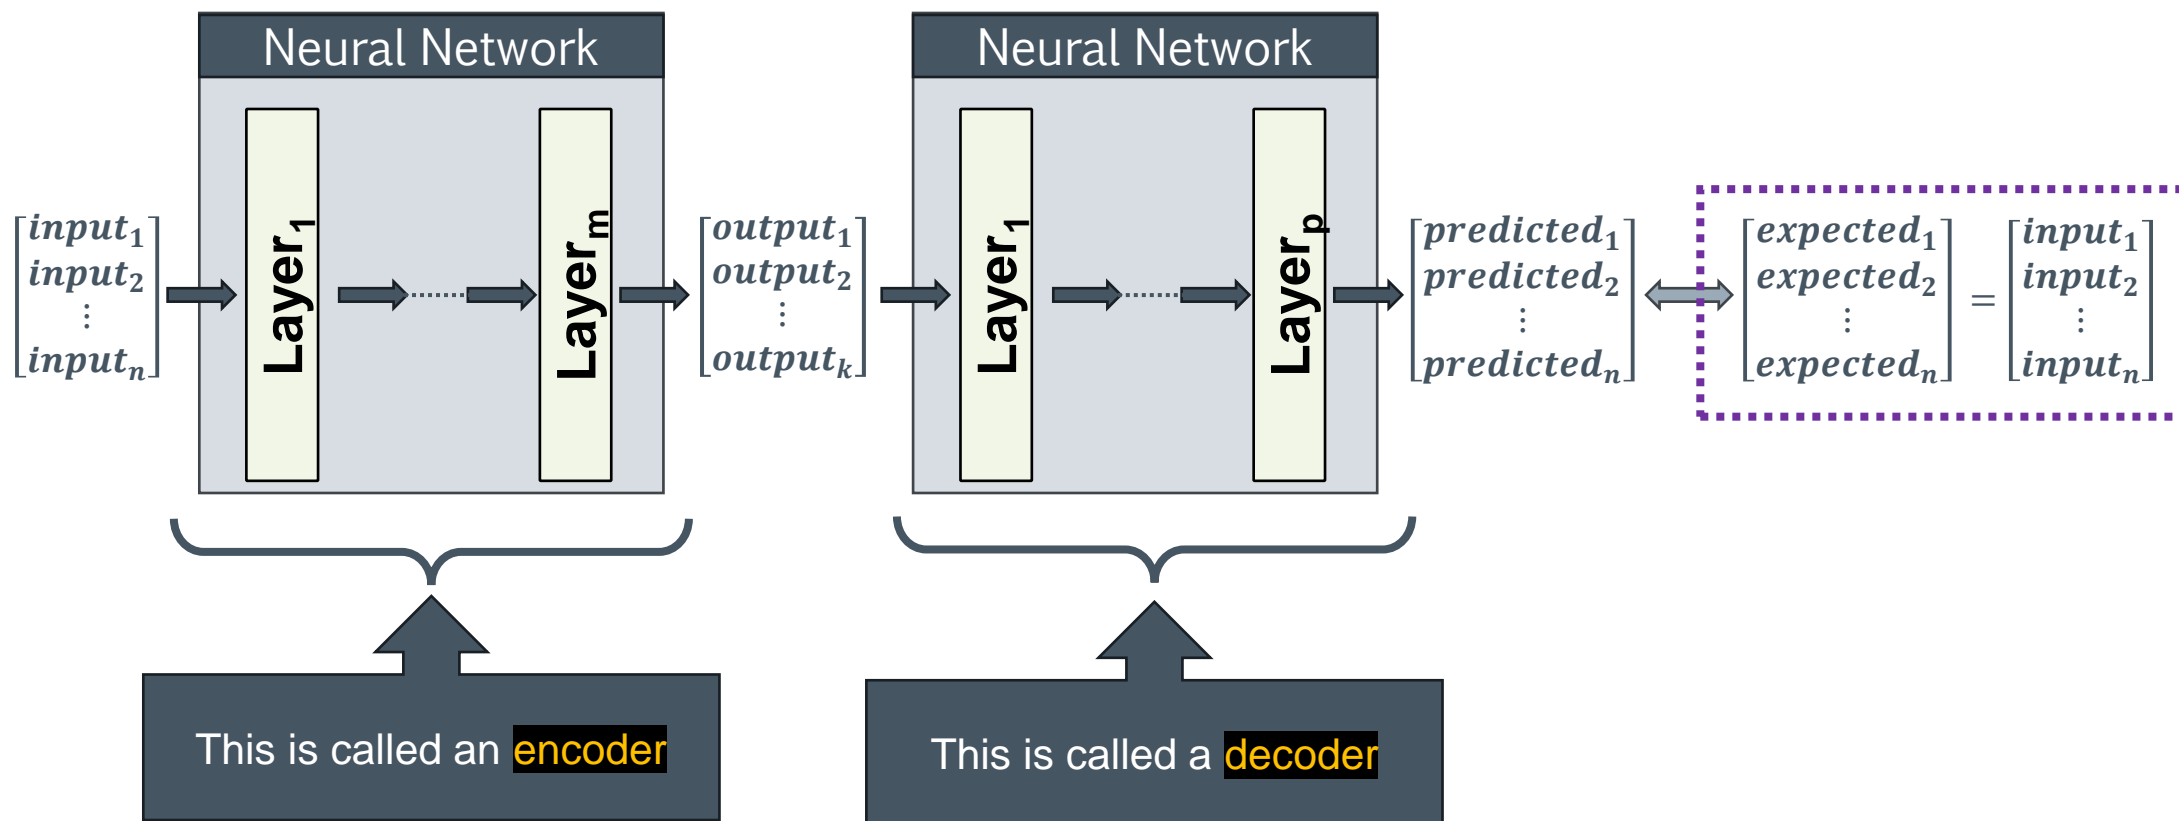 Neural Network
Neural Network
input₁
input₂
⋮
inputₙ
Layer₁
Layerₘ
output₁
output₂
⋮
outputₖ
Layer₁
Layerₚ
predicted₁
predicted₂
⋮
predictedₙ
expected₁
expected₂
⋮
expectedₙ
=
input₁
input₂
⋮
inputₙ
This is called an encoder
This is called a decoder